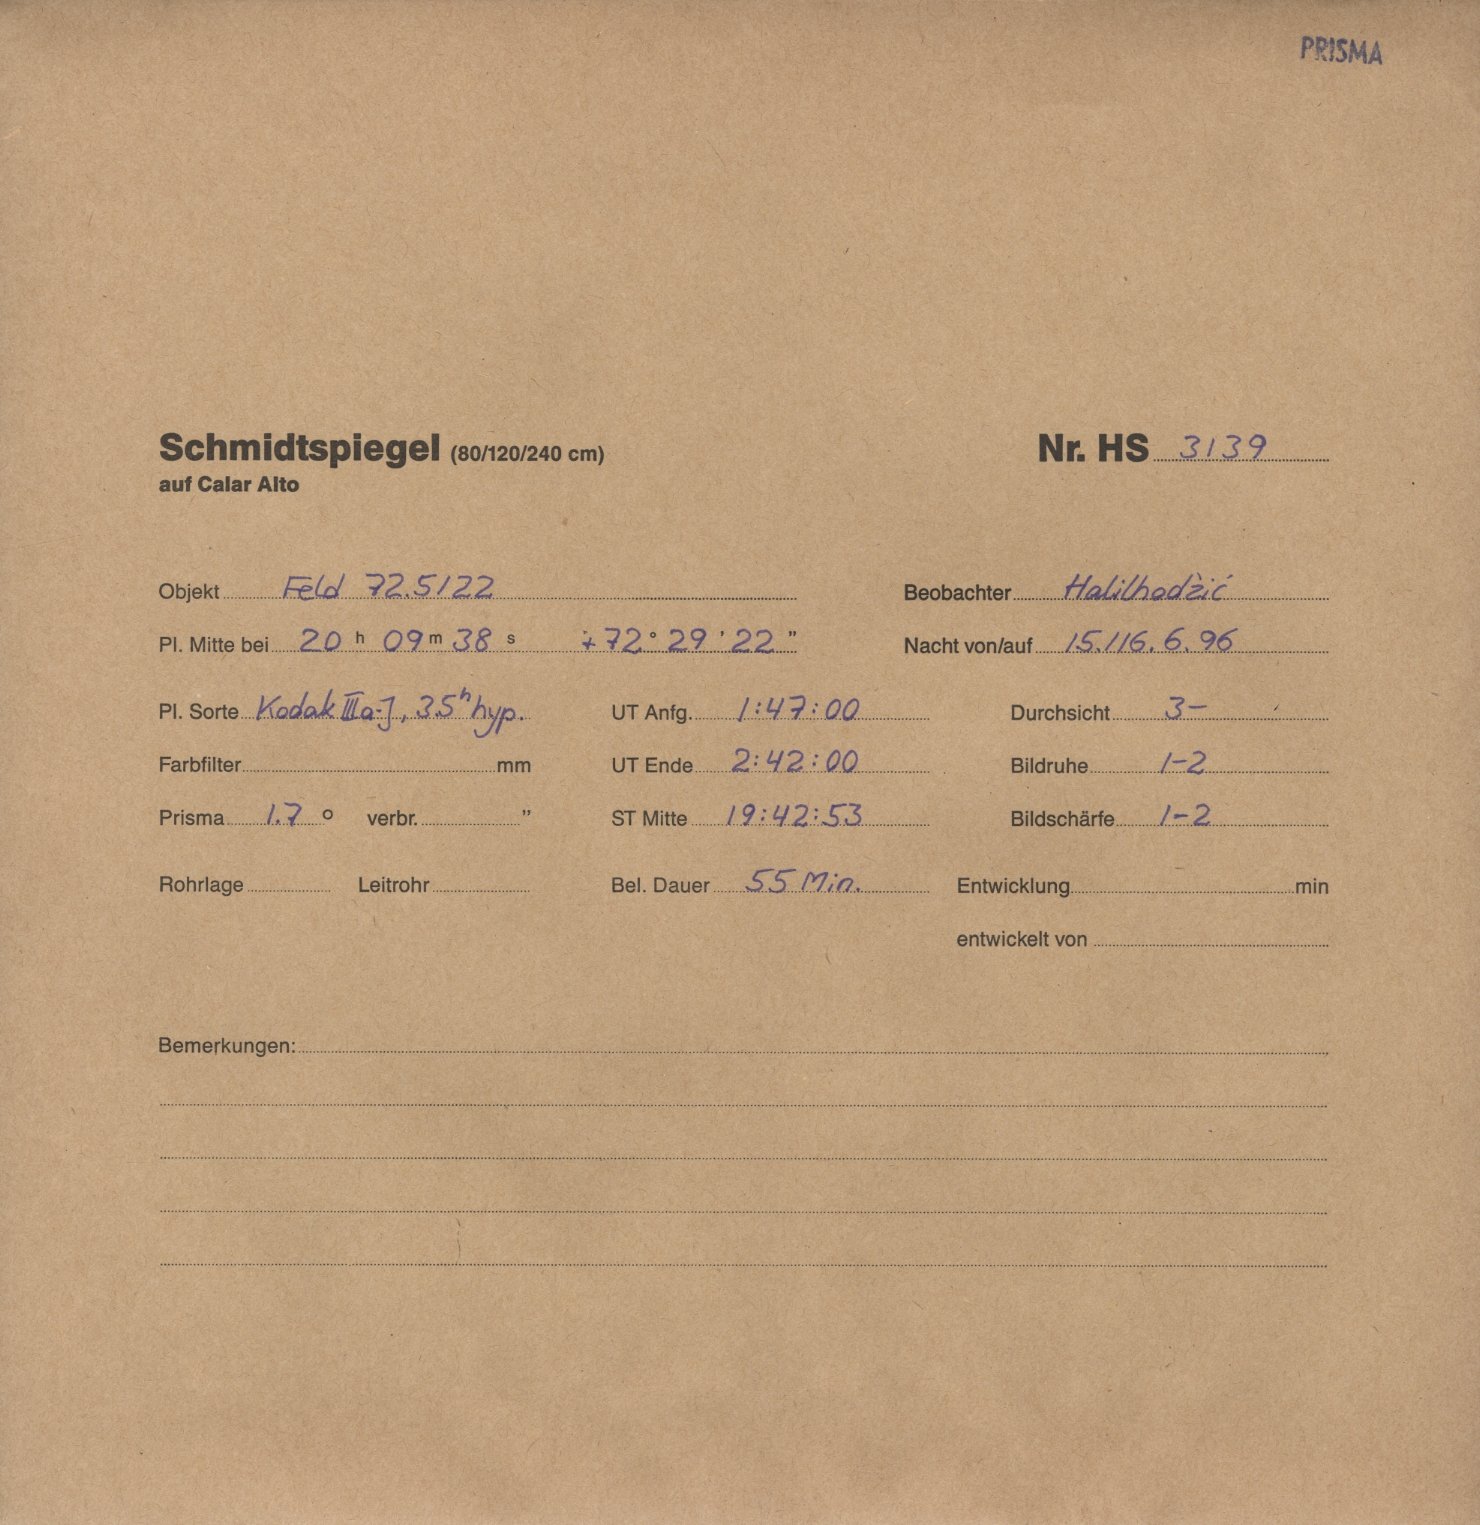 PRISMA
Schmidtspiegel (80/120/240 cm) Nr. HS 3139
auf Calar Alto
Objekt Feld 72.5/22 Beobachter Halilhodžić
Pl. Mitte bei 20 h 09 m 38 s +72° 29 ' 22 " Nacht von/auf 15./16. 6. 96
Pl. Sorte Kodak IIIa-J, 3.5h hyp. UT Anfg. 1:47:00 Durchsicht 3-
Farbfilter mm UT Ende 2:42:00 Bildruhe 1-2
Prisma 1.7 ° verbr. " ST Mitte 19:42:53 Bildschärfe 1-2
Rohrlage Leitrohr Bel. Dauer 55 Min. Entwicklung min
entwickelt von
Bemerkungen: